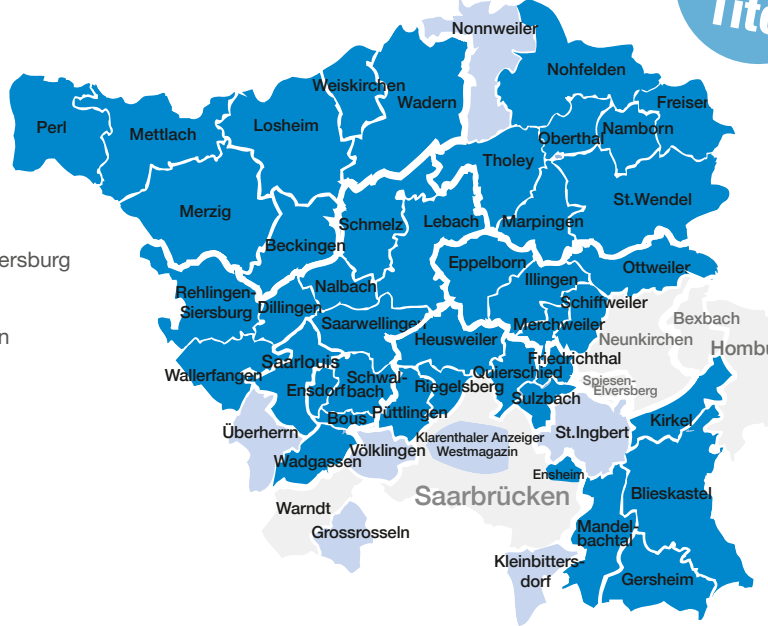 Nonnweiler
Nohfelden
Weiskirchen
Wadern
Freisen
Perl
Mettlach
Losheim
Oberthal
Namborn
Tholey
St.Wendel
Merzig
Schmelz
Lebach
Marpingen
Beckingen
ersburg
Eppelborn
Illingen
Ottweiler
Nalbach
Rehlingen-
Siersburg
Dillingen
Schiffweiler
Saarwellingen
Merchweiler
Bexbach
n
Heusweiler
Neunkirchen
Hombu
Friedrichthal
Saarlouis
Wallerfangen
Quierschied
Schwal-
bach
Ensdorf
Riegelsberg
Spiesen-
Elversberg
Sulzbach
Bous
Püttlingen
Kirkel
Überherrn
Klarenthaler Anzeiger
Westmagazin
St.Ingbert
Völklingen
Wadgassen
Ensheim
Saarbrücken
Blieskastel
Warndt
Grossrosseln
Mandel-
bachtal
Kleinbitters-
dorf
Gersheim